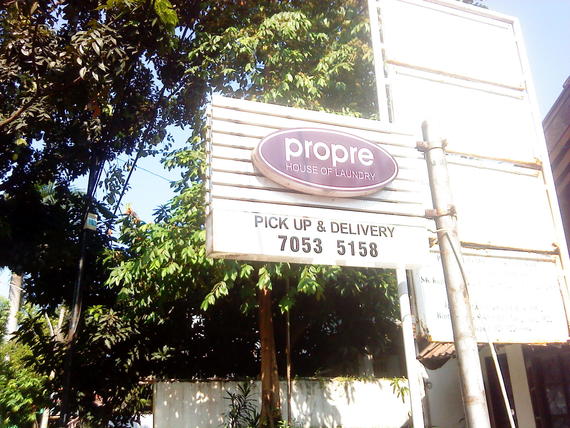 propre
HOUSE OF LAUNDRY
PICK UP & DELIVERY
7053 5158